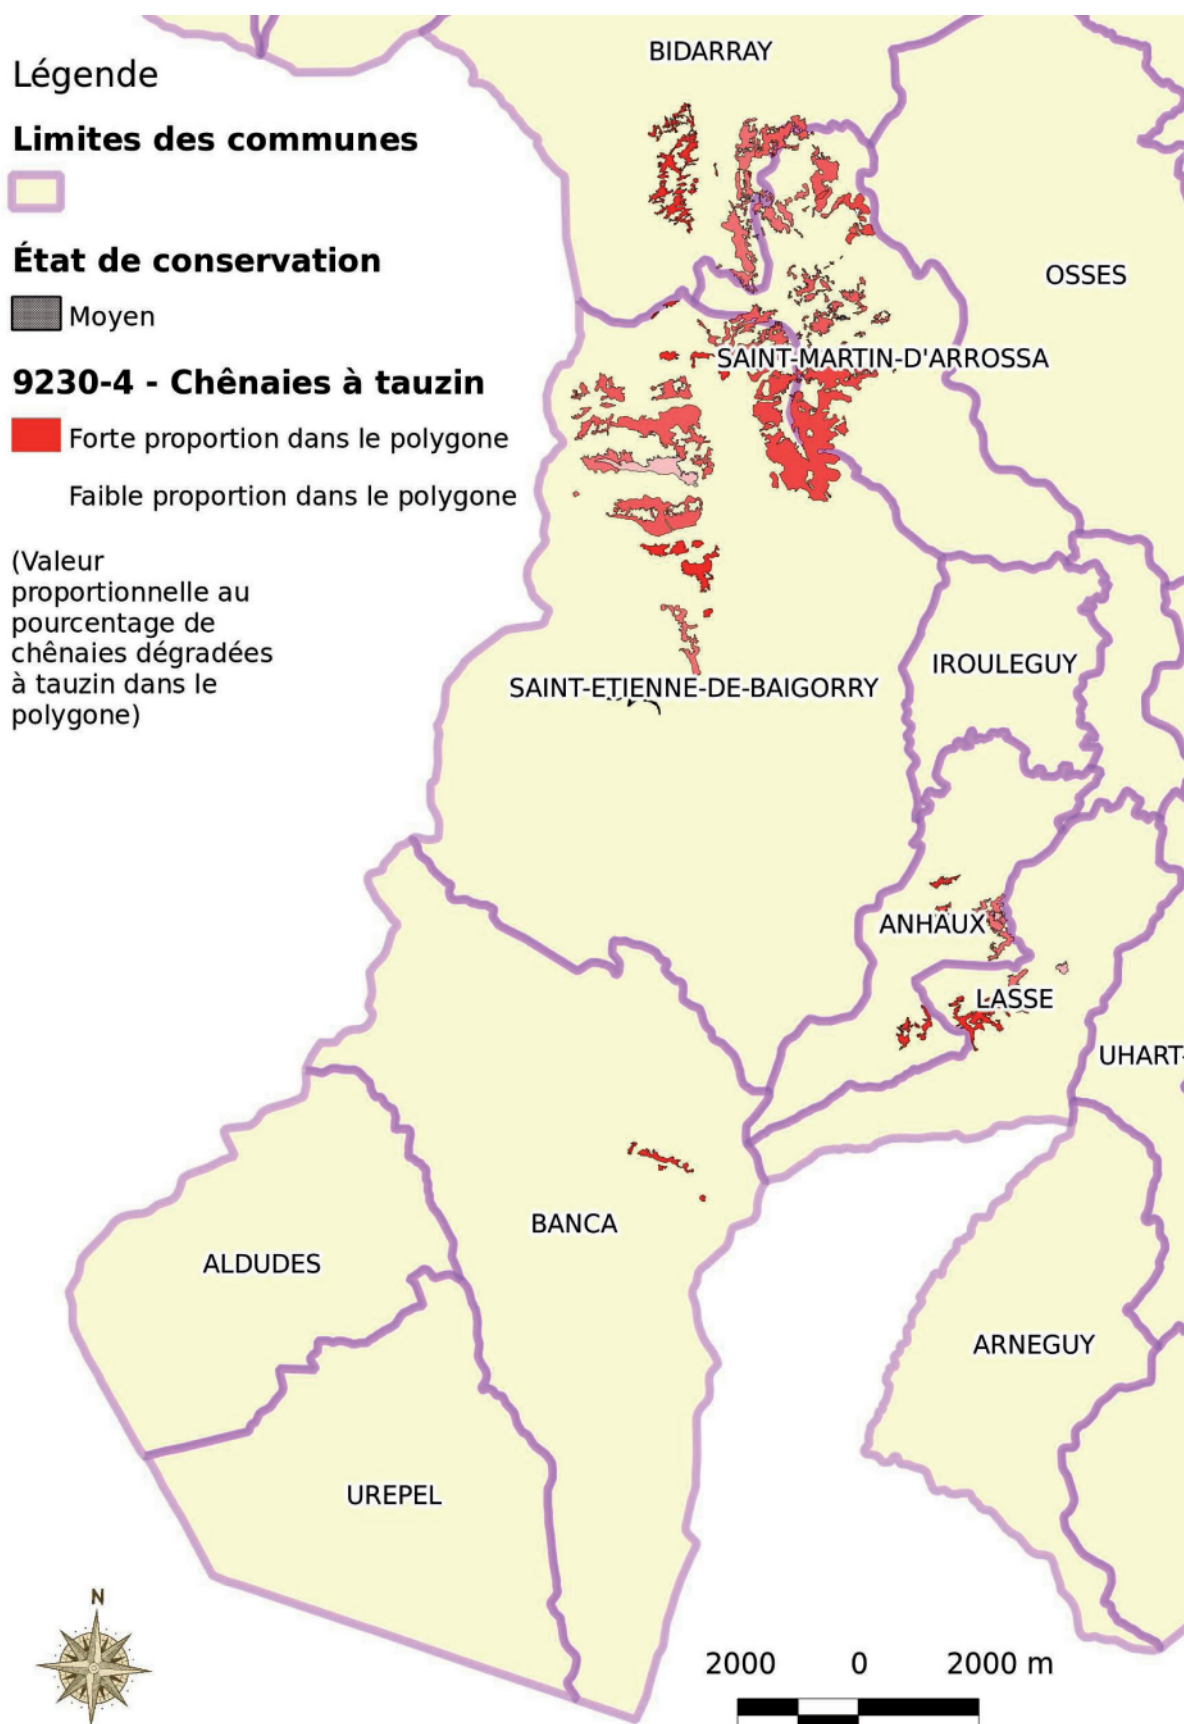 Légende
Limites des communes
État de conservation
Moyen
9230-4 - Chênaies à tauzin
Forte proportion dans le polygone
Faible proportion dans le polygone
(Valeur
proportionnelle au
pourcentage de
chênaies dégradées
à tauzin dans le
polygone)
BIDARRAY
OSSES
SAINT-MARTIN-D'ARROSSA
IROULEGUY
SAINT-ETIENNE-DE-BAIGORRY
ANHAUX
LASSE
UHART-
BANCA
ALDUDES
ARNEGUY
UREPEL
N
2000 0 2000 m